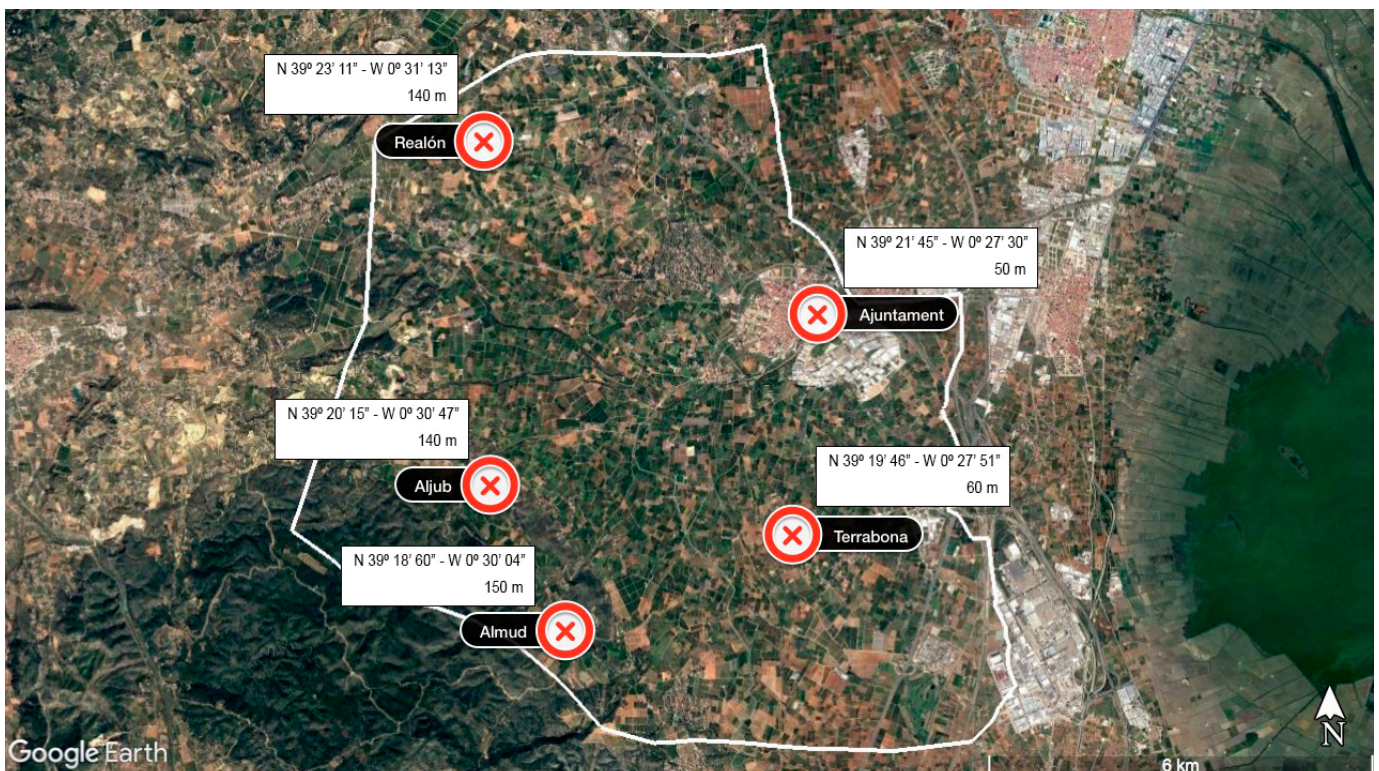 N 39º 23’ 11” - W 0º 31’ 13”
140 m
Realón
N 39º 21’ 45” - W 0º 27’ 30”
50 m
Ajuntament
N 39º 20’ 15” - W 0º 30’ 47”
140 m
Aljub
N 39º 19’ 46” - W 0º 27’ 51”
60 m
Terrabona
N 39º 18’ 60” - W 0º 30’ 04”
150 m
Almud
N
Google Earth
6 km